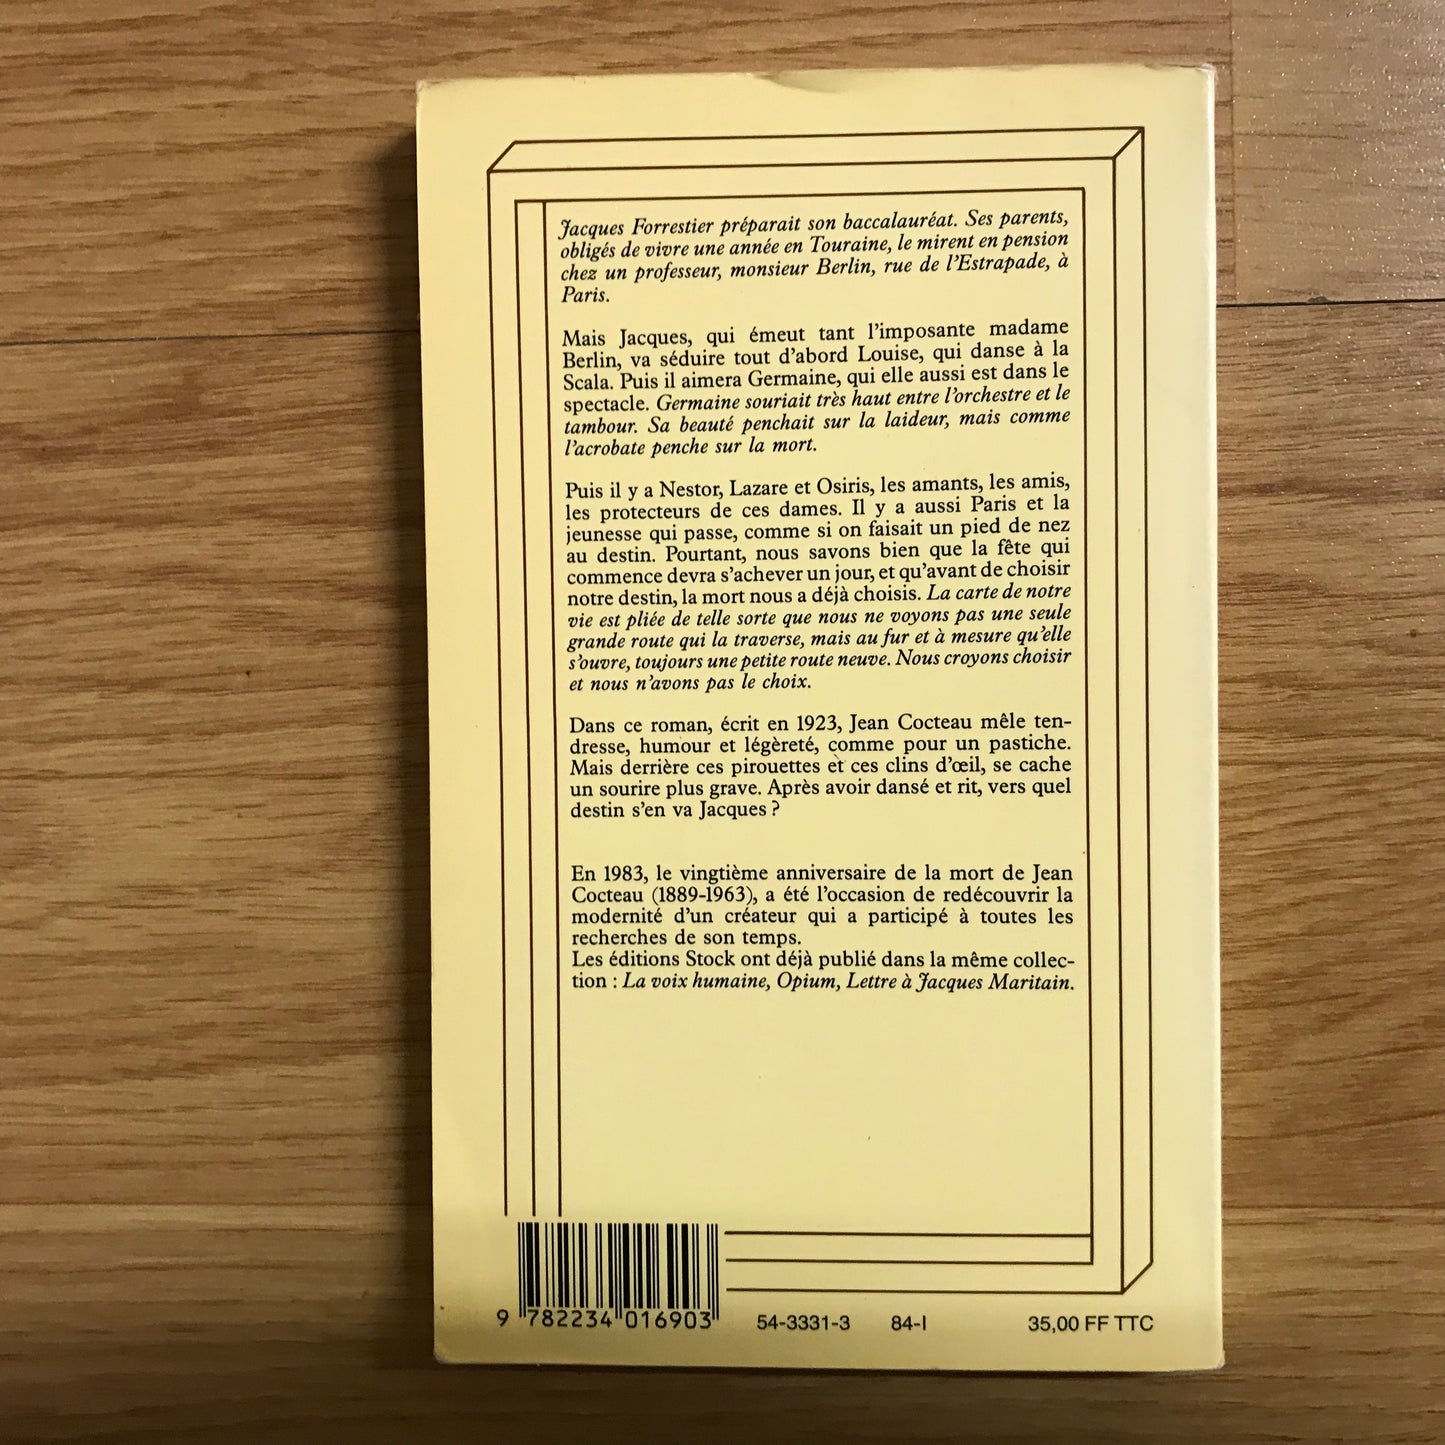 Jacques Forrestier préparait son baccalauréat. Ses parents,
obligés de vivre une année en Touraine, le mirent en pension
chez un professeur, monsieur Berlin, rue de l'Estrapade, à
Paris.
Mais Jacques, qui émeut tant l'imposante madame
Berlin, va séduire tout d'abord Louise, qui danse à la
Scala. Puis il aimera Germaine, qui elle aussi est dans le
spectacle. Germaine souriait très haut entre l'orchestre et le
tambour. Sa beauté penchait sur la laideur, mais comme
l'acrobate penche sur la mort.
Puis il y a Nestor, Lazare et Osiris, les amants, les amis,
les protecteurs de ces dames. Il y a aussi Paris et la
jeunesse qui passe, comme si on faisait un pied de nez
au destin. Pourtant, nous savons bien que la fête qui
commence devra s'achever un jour, et qu'avant de choisir
notre destin, la mort nous a déjà choisis. La carte de notre
vie est pliée de telle sorte que nous ne voyons pas une seule
grande route qui la traverse, mais au fur et à mesure qu'elle
s'ouvre, toujours une petite route neuve. Nous croyons choisir
et nous n'avons pas le choix.
Dans ce roman, écrit en 1923, Jean Cocteau mêle ten-
dresse, humour et légèreté, comme pour un pastiche.
Mais derrière ces pirouettes et ces clins d'œil, se cache
un sourire plus grave. Après avoir dansé et rit, vers quel
destin s'en va Jacques ?
En 1983, le vingtième anniversaire de la mort de Jean
Cocteau (1889-1963), a été l'occasion de redécouvrir la
modernité d'un créateur qui a participé à toutes les
recherches de son temps.
Les éditions Stock ont déjà publié dans la même collec-
tion : La voix humaine, Opium, Lettre à Jacques Maritain.
9 782234 016903 54-3331-3 84-I 35,00 FF TTC